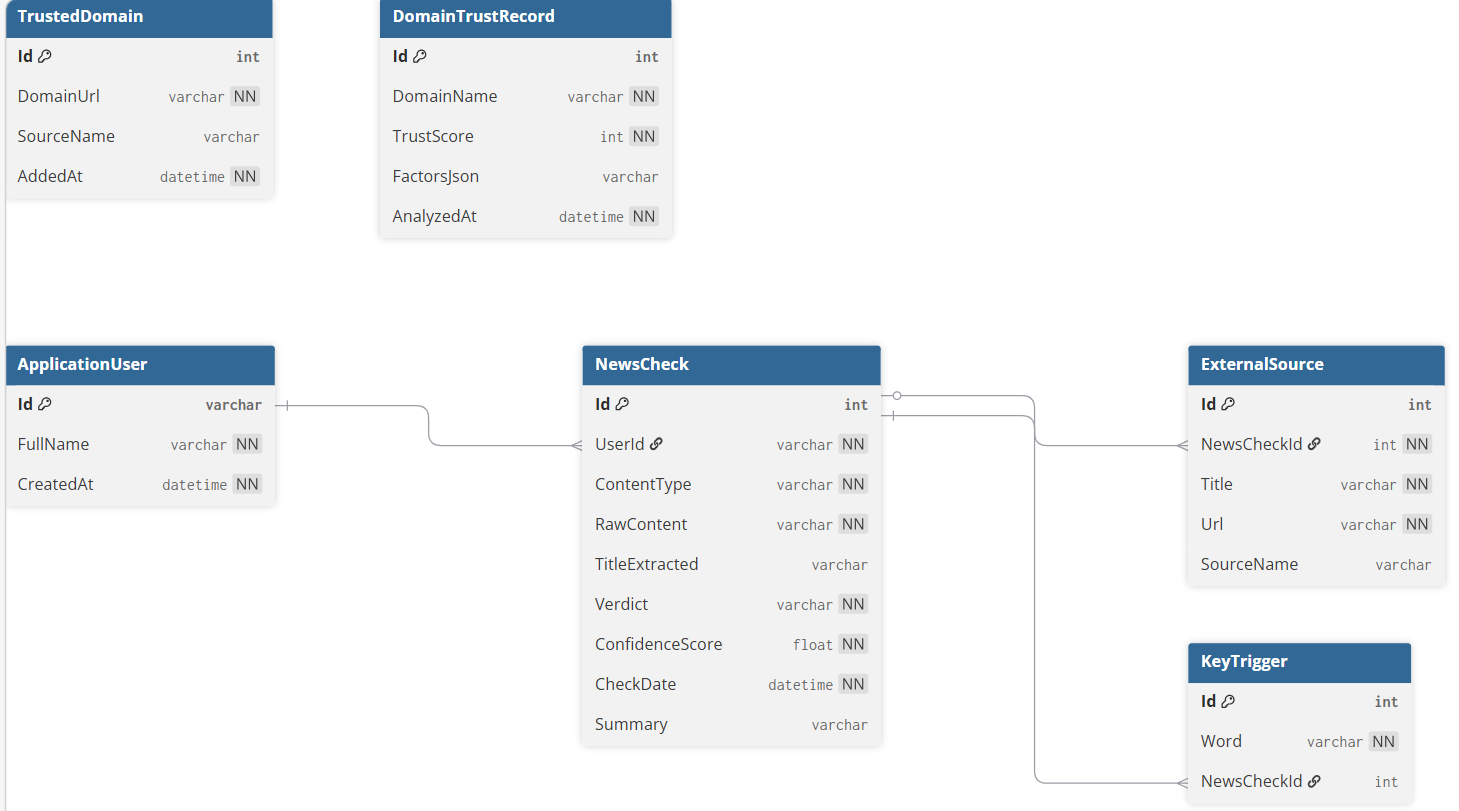 TrustedDomain
Id int
DomainUrl varchar NN
SourceName varchar
AddedAt datetime NN
DomainTrustRecord
Id int
DomainName varchar NN
TrustScore int NN
FactorsJson varchar
AnalyzedAt datetime NN
ApplicationUser
Id varchar
FullName varchar NN
CreatedAt datetime NN
NewsCheck
Id int
UserId varchar NN
ContentType varchar NN
RawContent varchar NN
TitleExtracted varchar
Verdict varchar NN
ConfidenceScore float NN
CheckDate datetime NN
Summary varchar
ExternalSource
Id int
NewsCheckId int NN
Title varchar NN
Url varchar NN
SourceName varchar
KeyTrigger
Id int
Word varchar NN
NewsCheckId int